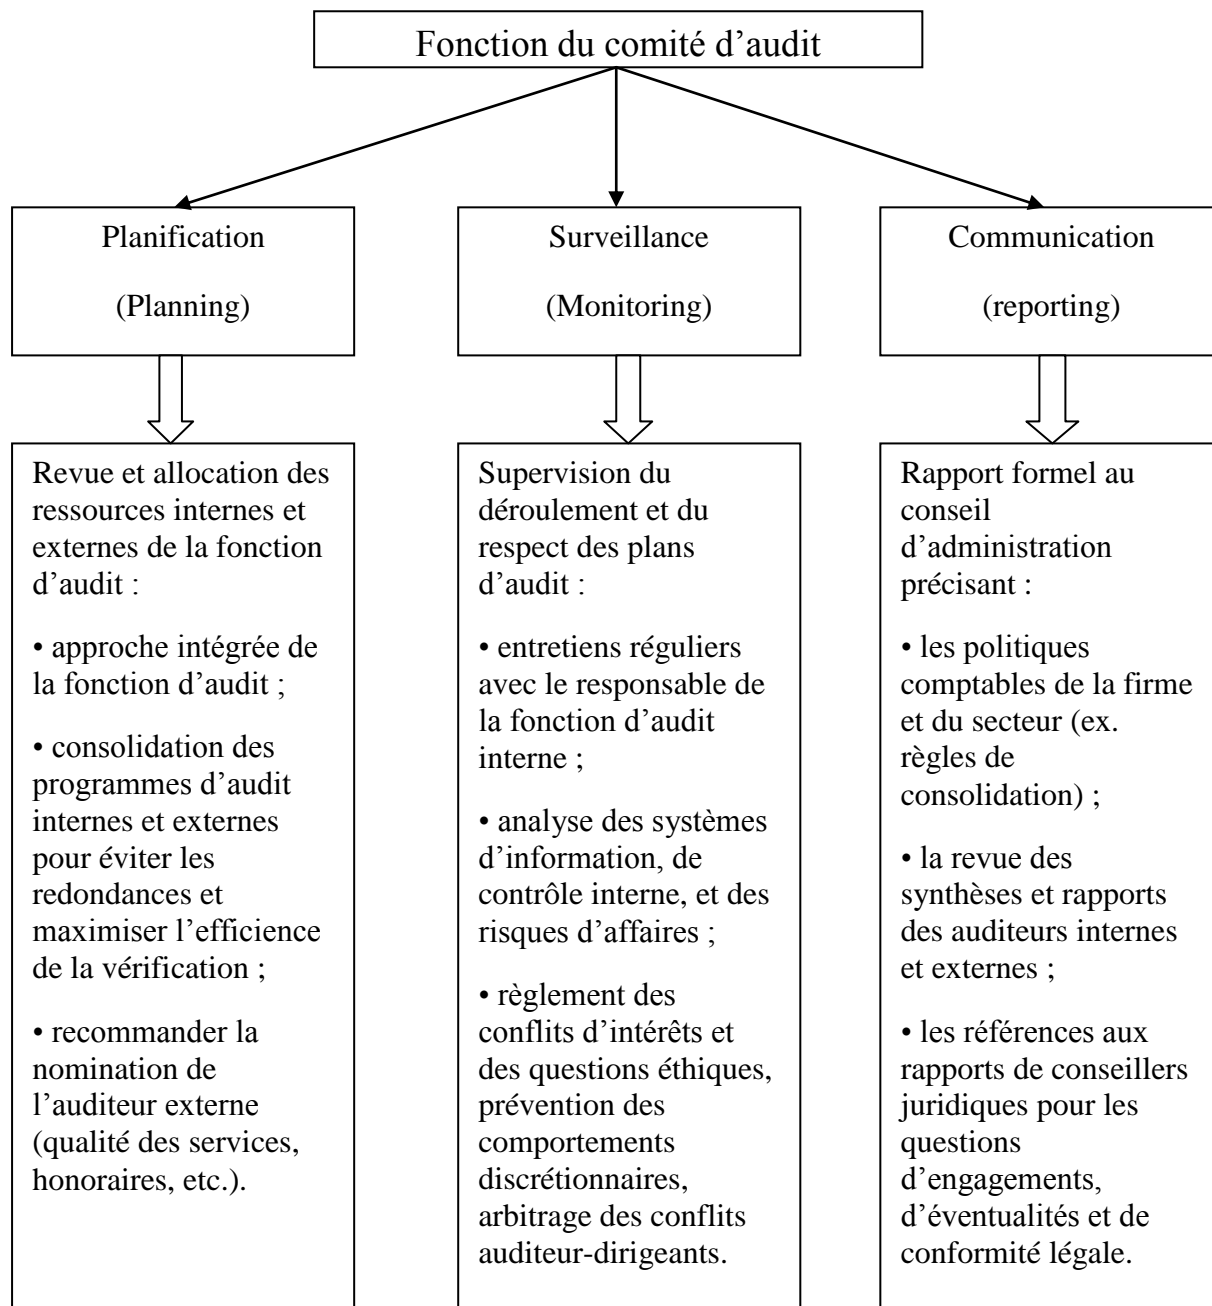 Fonction du comité d’audit
Planification
(Planning)
Surveillance
(Monitoring)
Communication
(reporting)
Revue et allocation des
ressources internes et
externes de la fonction
d’audit :
• approche intégrée de
la fonction d’audit ;
• consolidation des
programmes d’audit
internes et externes
pour éviter les
redondances et
maximiser l’efficience
de la vérification ;
• recommander la
nomination de
l’auditeur externe
(qualité des services,
honoraires, etc.).
Supervision du
déroulement et du
respect des plans
d’audit :
• entretiens réguliers
avec le responsable de
la fonction d’audit
interne ;
• analyse des systèmes
d’information, de
contrôle interne, et des
risques d’affaires ;
• règlement des
conflits d’intérêts et
des questions éthiques,
prévention des
comportements
discrétionnaires,
arbitrage des conflits
auditeur-dirigeants.
Rapport formel au
conseil
d’administration
précisant :
• les politiques
comptables de la firme
et du secteur (ex.
règles de
consolidation) ;
• la revue des
synthèses et rapports
des auditeurs internes
et externes ;
• les références aux
rapports de conseillers
juridiques pour les
questions
d’engagements,
d’éventualités et de
conformité légale.